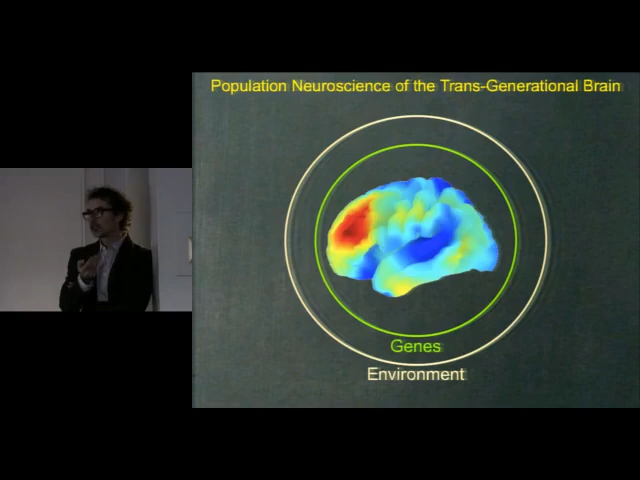 Population Neuroscience of the Trans-Generational Brain
Genes
Environment